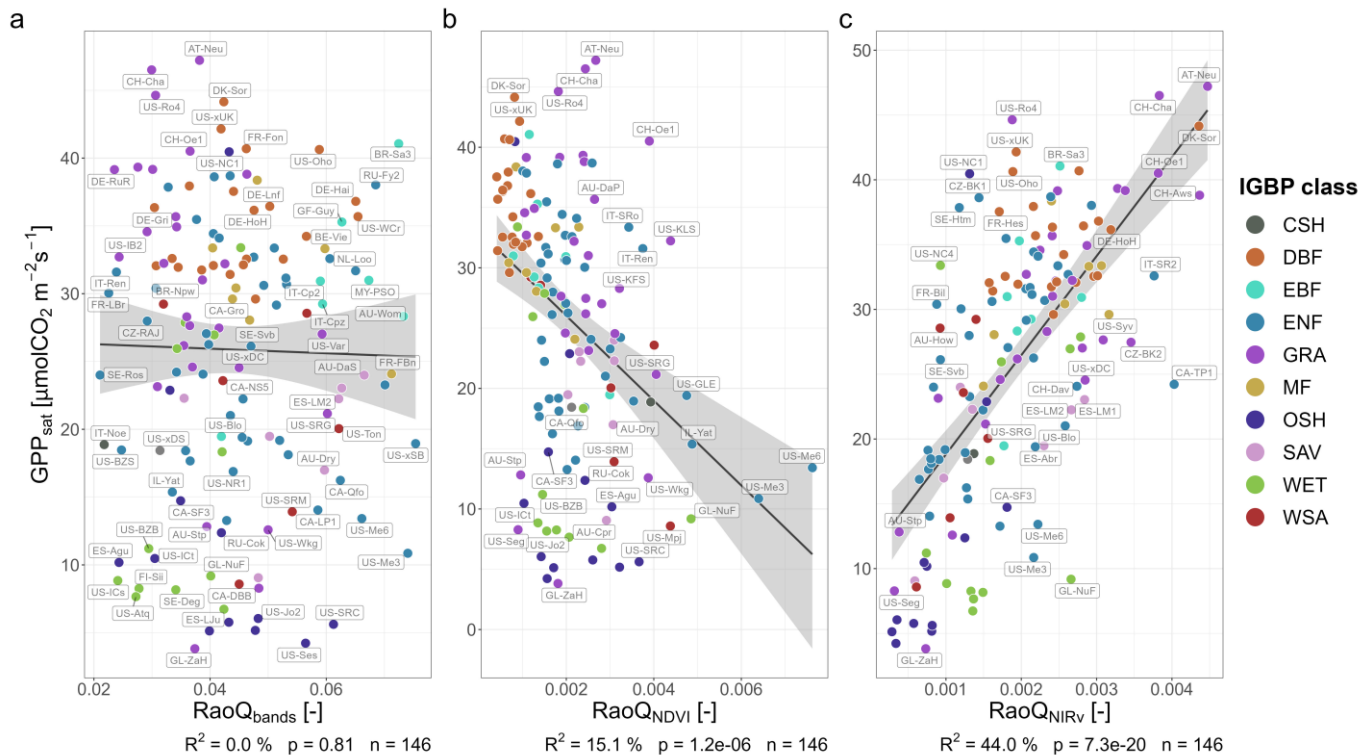 a
b
c
GPPsat [µmolCO2 m−2s−1]
40
30
20
10
AT-Neu
CH-Cha
US-Ro4
DK-Sor
US-xUK
FR-Fon
CH-Oe1
US-NC1
US-Oho
BR-Sa3
DE-RuR
RU-Fy2
DE-Lnf
DE-Hai
DE-Gri
DE-HoH
GF-Guy
US-WCr
BE-Vie
US-IB2
NL-Loo
IT-Ren
BR-Npw
IT-Cp2
MY-PSO
FR-LBr
CA-Gro
IT-Cpz
AU-Wom
CZ-RAJ
SE-Svb
US-Var
US-xDC
FR-FBn
AU-DaS
SE-Ros
CA-NS5
ES-LM2
US-Blo
US-SRG
US-Ton
IT-Noe
US-xDS
US-xSB
US-BZS
AU-Dry
US-NR1
IL-Yat
CA-Qfo
CA-SF3
US-SRM
CA-LP1
US-Me6
AU-Stp
US-BZB
RU-Cok
US-Wkg
ES-Agu
US-ICt
US-Me3
GL-NuF
FI-Sii
US-ICs
CA-DBB
SE-Deg
US-Atq
US-Jo2
US-SRC
ES-LJu
US-Ses
GL-ZaH
0.02
0.04
0.06
RaoQbands [-]
R2 = 0.0 % p = 0.81 n = 146
40
30
20
10
0
AT-Neu
CH-Cha
DK-Sor
US-Ro4
US-xUK
CH-Oe1
AU-DaP
IT-SRo
US-KLS
IT-Ren
US-KFS
US-SRG
US-GLE
CA-Qfo
AU-Dry
IL-Yat
US-SRM
AU-Stp
RU-Cok
US-Me6
CA-SF3
US-Wkg
ES-Agu
US-Me3
US-ICt
US-BZB
GL-NuF
AU-Cpr
US-Seg
US-Jo2
US-Mpj
US-SRC
GL-ZaH
0.002
0.004
0.006
RaoQNDVI [-]
R2 = 15.1 % p = 1.2e-06 n = 146
50
40
30
20
10
AT-Neu
CH-Cha
US-Ro4
DK-Sor
US-xUK
BR-Sa3
US-NC1
CH-Oe1
US-Oho
CZ-BK1
CH-Aws
SE-Htm
FR-Hes
DE-HoH
US-NC4
IT-SR2
FR-Bil
US-Syv
AU-How
CZ-BK2
SE-Svb
US-xDC
CA-TP1
CH-Dav
ES-LM2
ES-LM1
US-SRG
US-Blo
ES-Abr
CA-SF3
AU-Stp
US-Me6
US-Me3
US-Seg
GL-NuF
GL-ZaH
0.001
0.002
0.003
0.004
RaoQNIRv [-]
R2 = 44.0 % p = 7.3e-20 n = 146
IGBP class
CSH
DBF
EBF
ENF
GRA
MF
OSH
SAV
WET
WSA